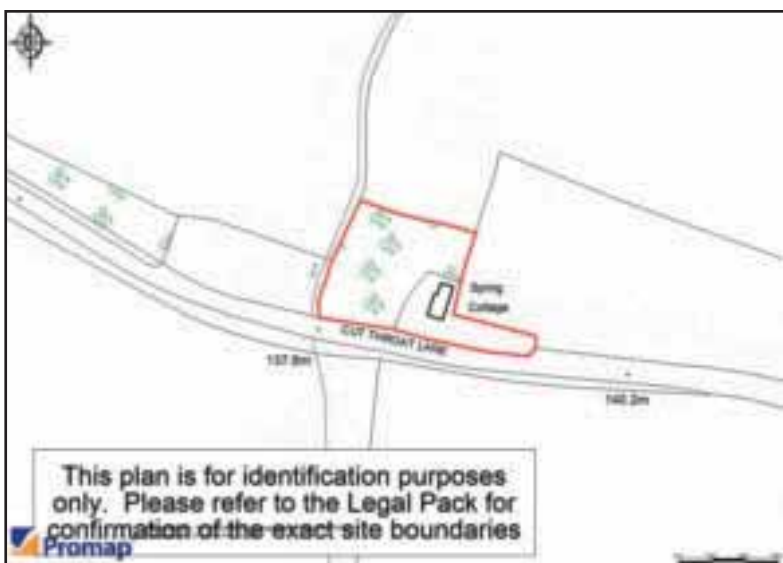 Spring
Cottage
CUT THROAT LANE
137.8m
140.2m
This plan is for identification purposes
only. Please refer to the Legal Pack for
confirmation of the exact site boundaries
Promap